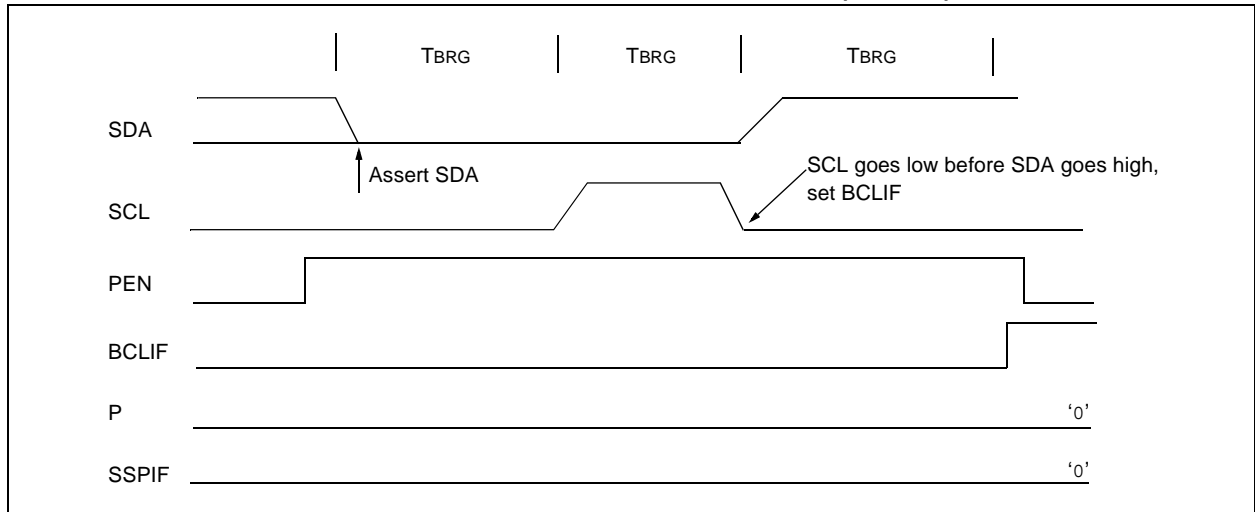 TBRG TBRG TBRG
SDA
Assert SDA
SCL goes low before SDA goes high,
set BCLIF
SCL
PEN
BCLIF
P ‘0’
SSPIF ‘0’